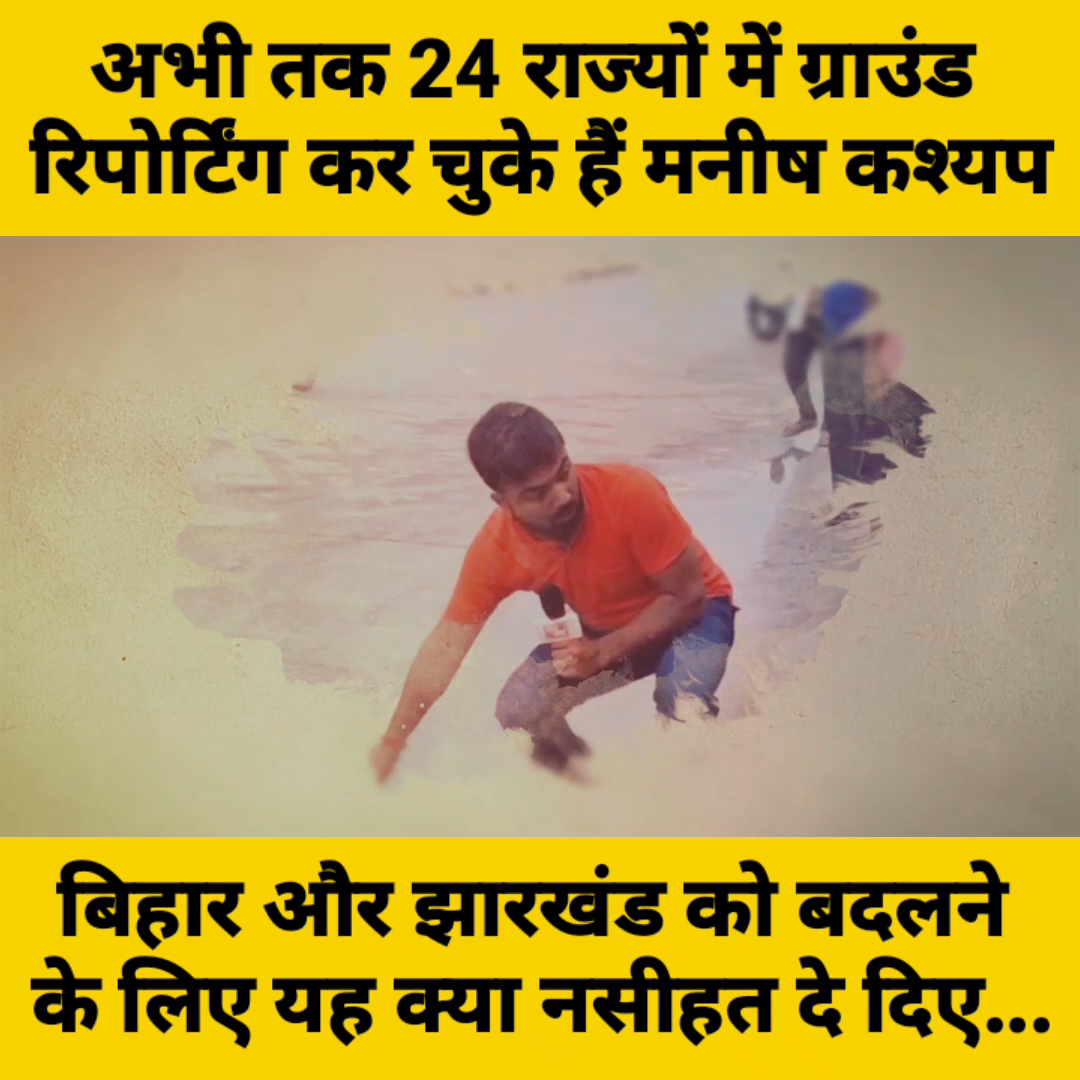 अभी तक 24 राज्यों में ग्राउंड
रिपोर्टिंग कर चुके हैं मनीष कश्यप
बिहार और झारखंड को बदलने
के लिए यह क्या नसीहत दे दिए...